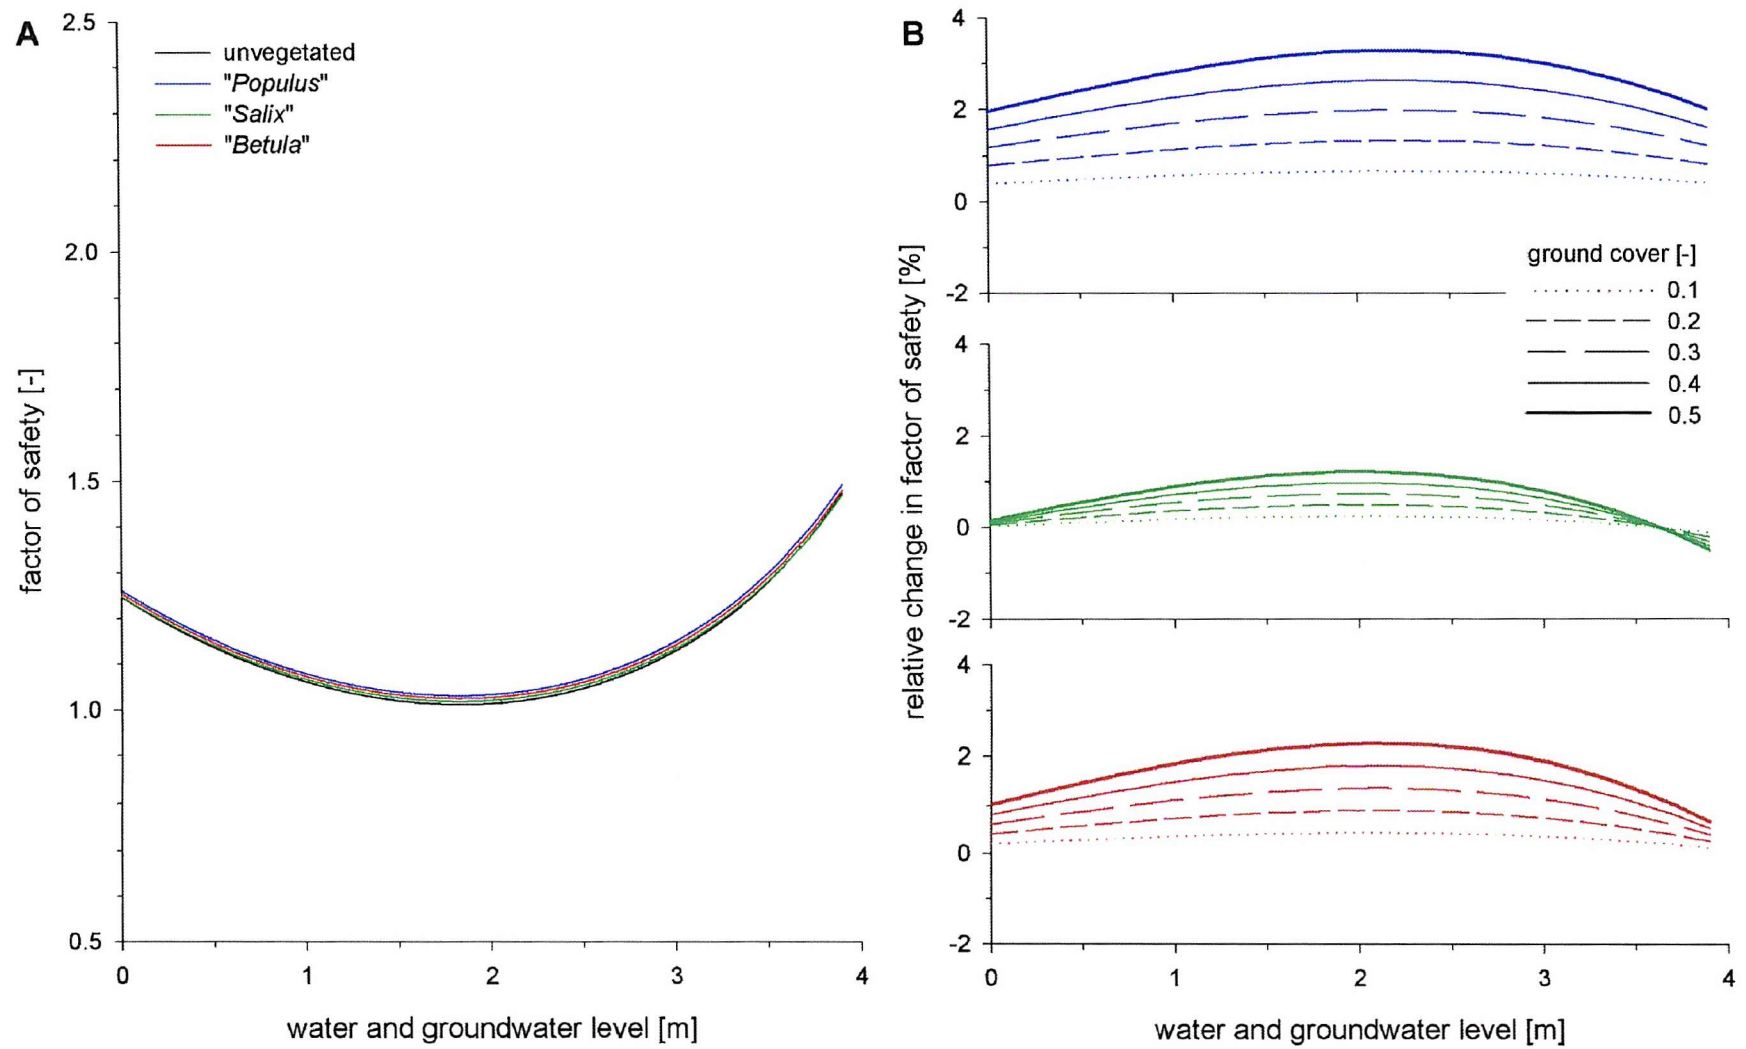 A
2.5
2.0
1.5
1.0
0.5
factor of safety [-]
unvegetated
"Populus"
"Salix"
"Betula"
0 1 2 3 4
water and groundwater level [m]
B
relative change in factor of safety [%]
4
2
0
-2
ground cover [-]
0.1
0.2
0.3
0.4
0.5
4
2
0
-2
4
2
0
-2
0 1 2 3 4
water and groundwater level [m]